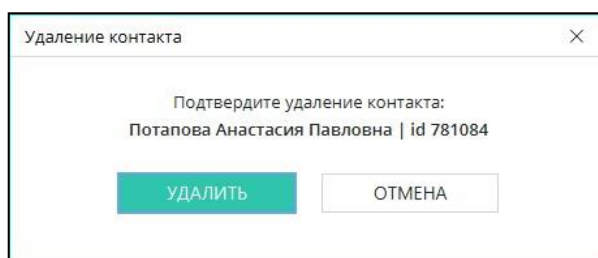 Удаление контакта
Подтвердите удаление контакта:
Потапова Анастасия Павловна | id 781084
УДАЛИТЬ ОТМЕНА